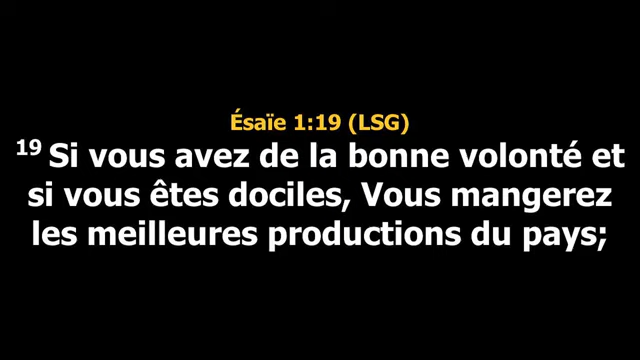 Ésaïe 1:19 (LSG)
19 Si vous avez de la bonne volonté et
si vous êtes dociles, Vous mangerez
les meilleures productions du pays;